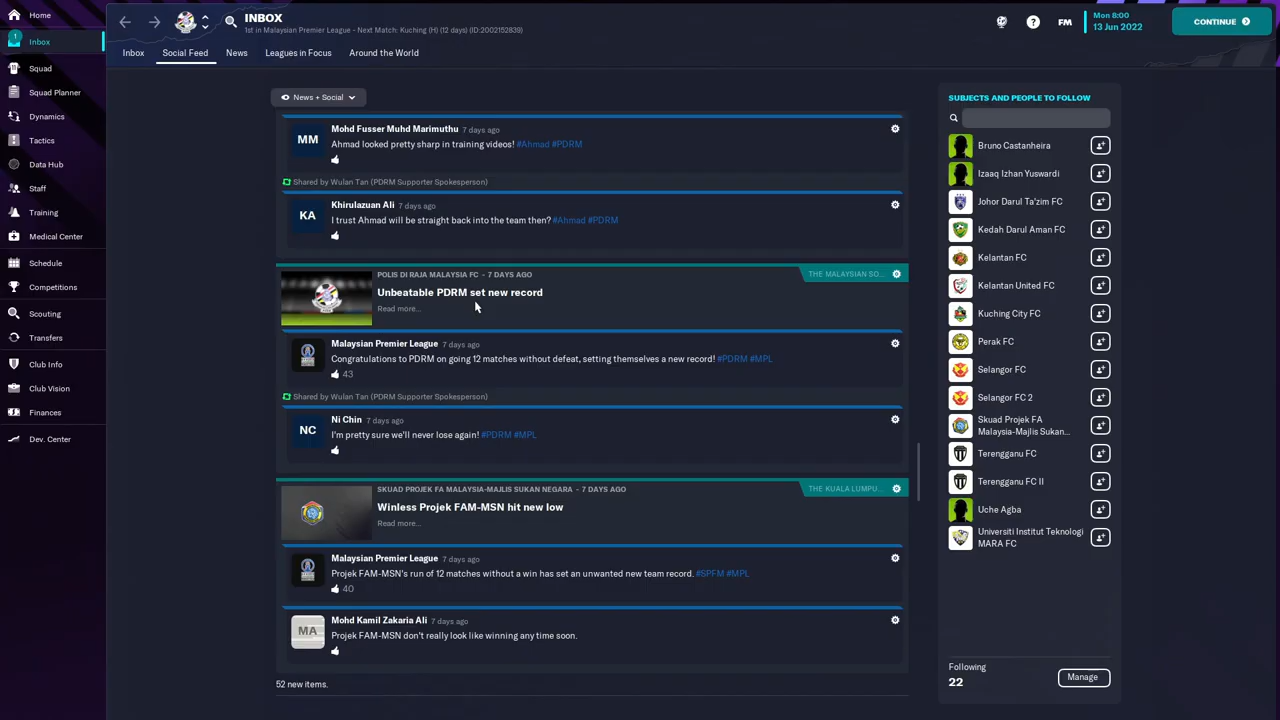 Home
Inbox
1
Squad
Squad Planner
Dynamics
Tactics
Data Hub
Staff
Training
Medical Center
Schedule
Competitions
Scouting
Transfers
Club Info
Club Vision
Finances
Dev. Center
INBOX
1st in Malaysian Premier League - Next Match: Kuching (H) (12 days) (ID:2002152839)
FM
Mon 8:00
13 Jun 2022
CONTINUE
Inbox
Social Feed
News
Leagues in Focus
Around the World
News + Social
Mohd Fusser Muhd Marimuthu 7 days ago
MM
Ahmad looked pretty sharp in training videos! #Ahmad #PDRM
Shared by Wulan Tan (PDRM Supporter Spokesperson)
Khirulazuan Ali 7 days ago
KA
I trust Ahmad will be straight back into the team then? #Ahmad #PDRM
POLIS DI RAJA MALAYSIA FC - 7 DAYS AGO
THE MALAYSIAN SO...
Unbeatable PDRM set new record
Read more...
Malaysian Premier League 7 days ago
Congratulations to PDRM on going 12 matches without defeat, setting themselves a new record! #PDRM #MPL
43
Shared by Wulan Tan (PDRM Supporter Spokesperson)
Ni Chin 7 days ago
NC
I'm pretty sure we'll never lose again! #PDRM #MPL
SKUAD PROJEK FA MALAYSIA-MAJLIS SUKAN NEGARA - 7 DAYS AGO
THE KUALA LUMPU...
Winless Projek FAM-MSN hit new low
Read more...
Malaysian Premier League 7 days ago
Projek FAM-MSN's run of 12 matches without a win has set an unwanted new team record. #SPFM #MPL
40
Mohd Kamil Zakaria Ali 7 days ago
MA
Projek FAM-MSN don't really look like winning any time soon.
52 new items.
SUBJECTS AND PEOPLE TO FOLLOW
Bruno Castanheira
Izaaq Izhan Yuswardi
Johor Darul Ta'zim FC
Kedah Darul Aman FC
Kelantan FC
Kelantan United FC
Kuching City FC
Perak FC
Selangor FC
Selangor FC 2
Skuad Projek FA
Malaysia-Majlis Sukan...
Terengganu FC
Terengganu FC II
Uche Agba
Universiti Institut Teknologi
MARA FC
Following
22
Manage